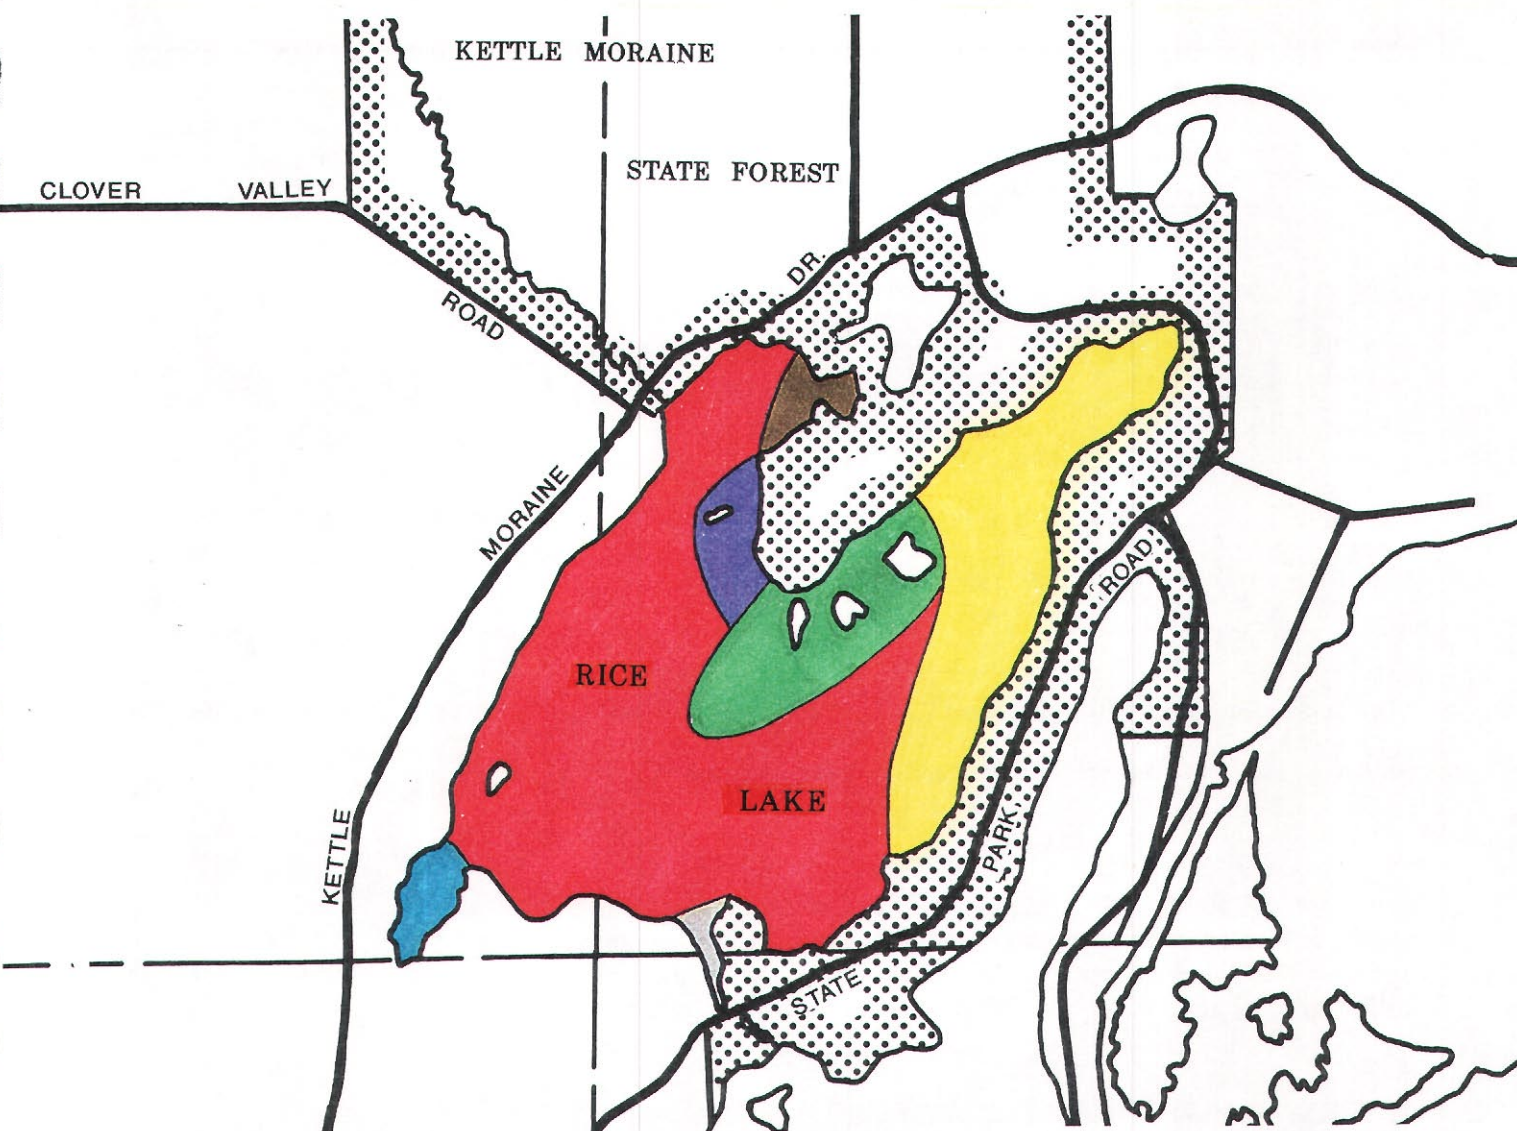 KETTLE MORAINE
STATE FOREST
CLOVER VALLEY
ROAD
DR.
MORAINE
KETTLE
ROAD
RICE
LAKE
PARK
STATE